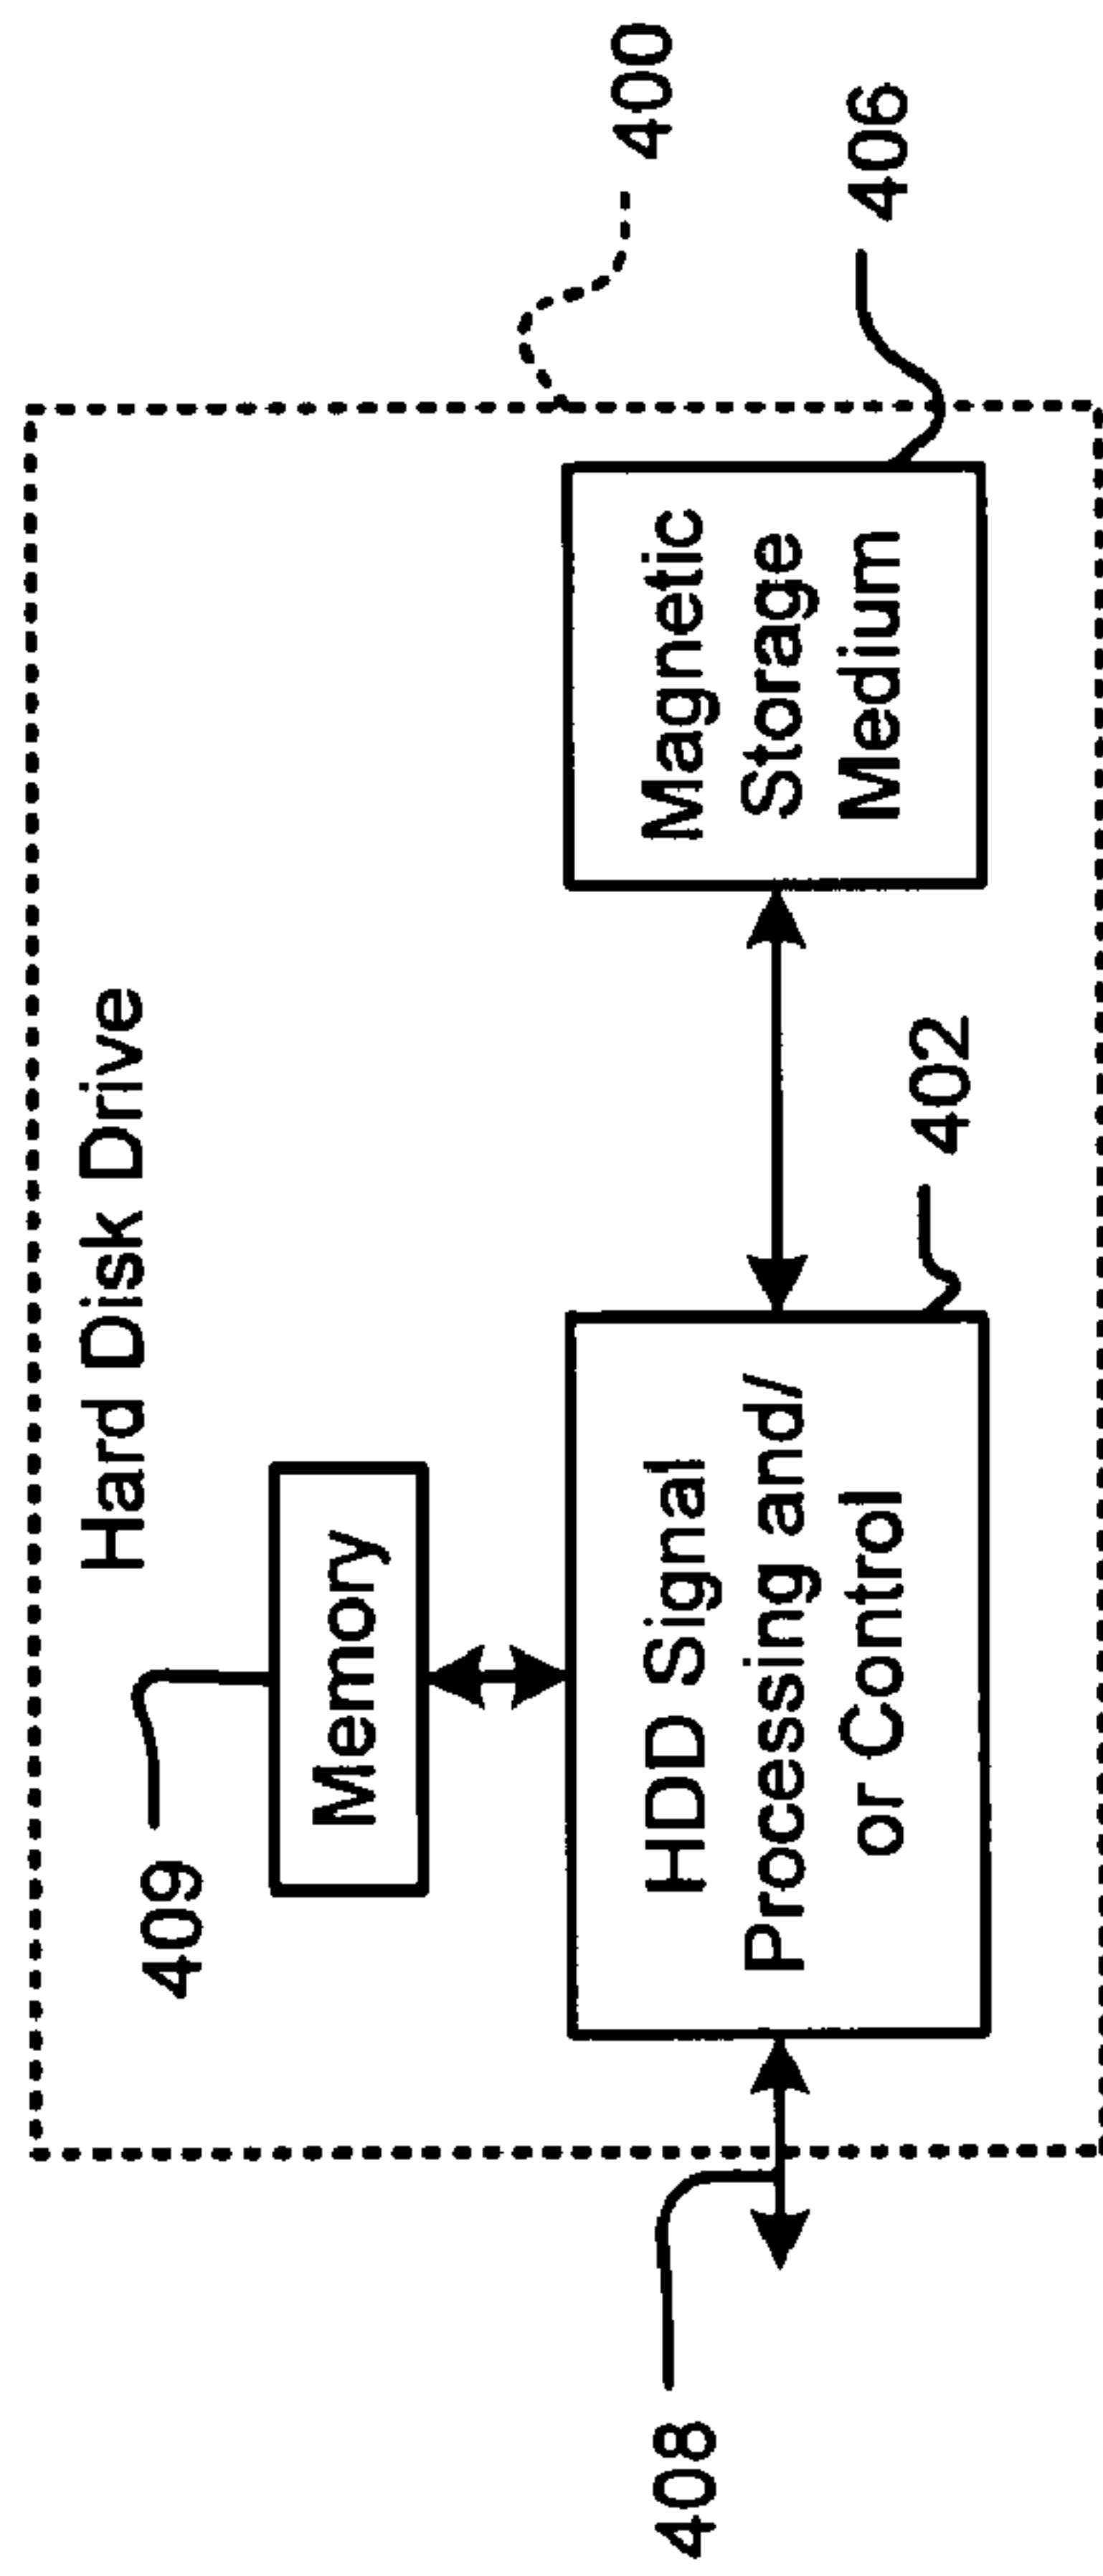 Hard Disk Drive
400
409
Memory
HDD Signal
Processing and/
or Control
Magnetic
Storage
Medium
408
402
406